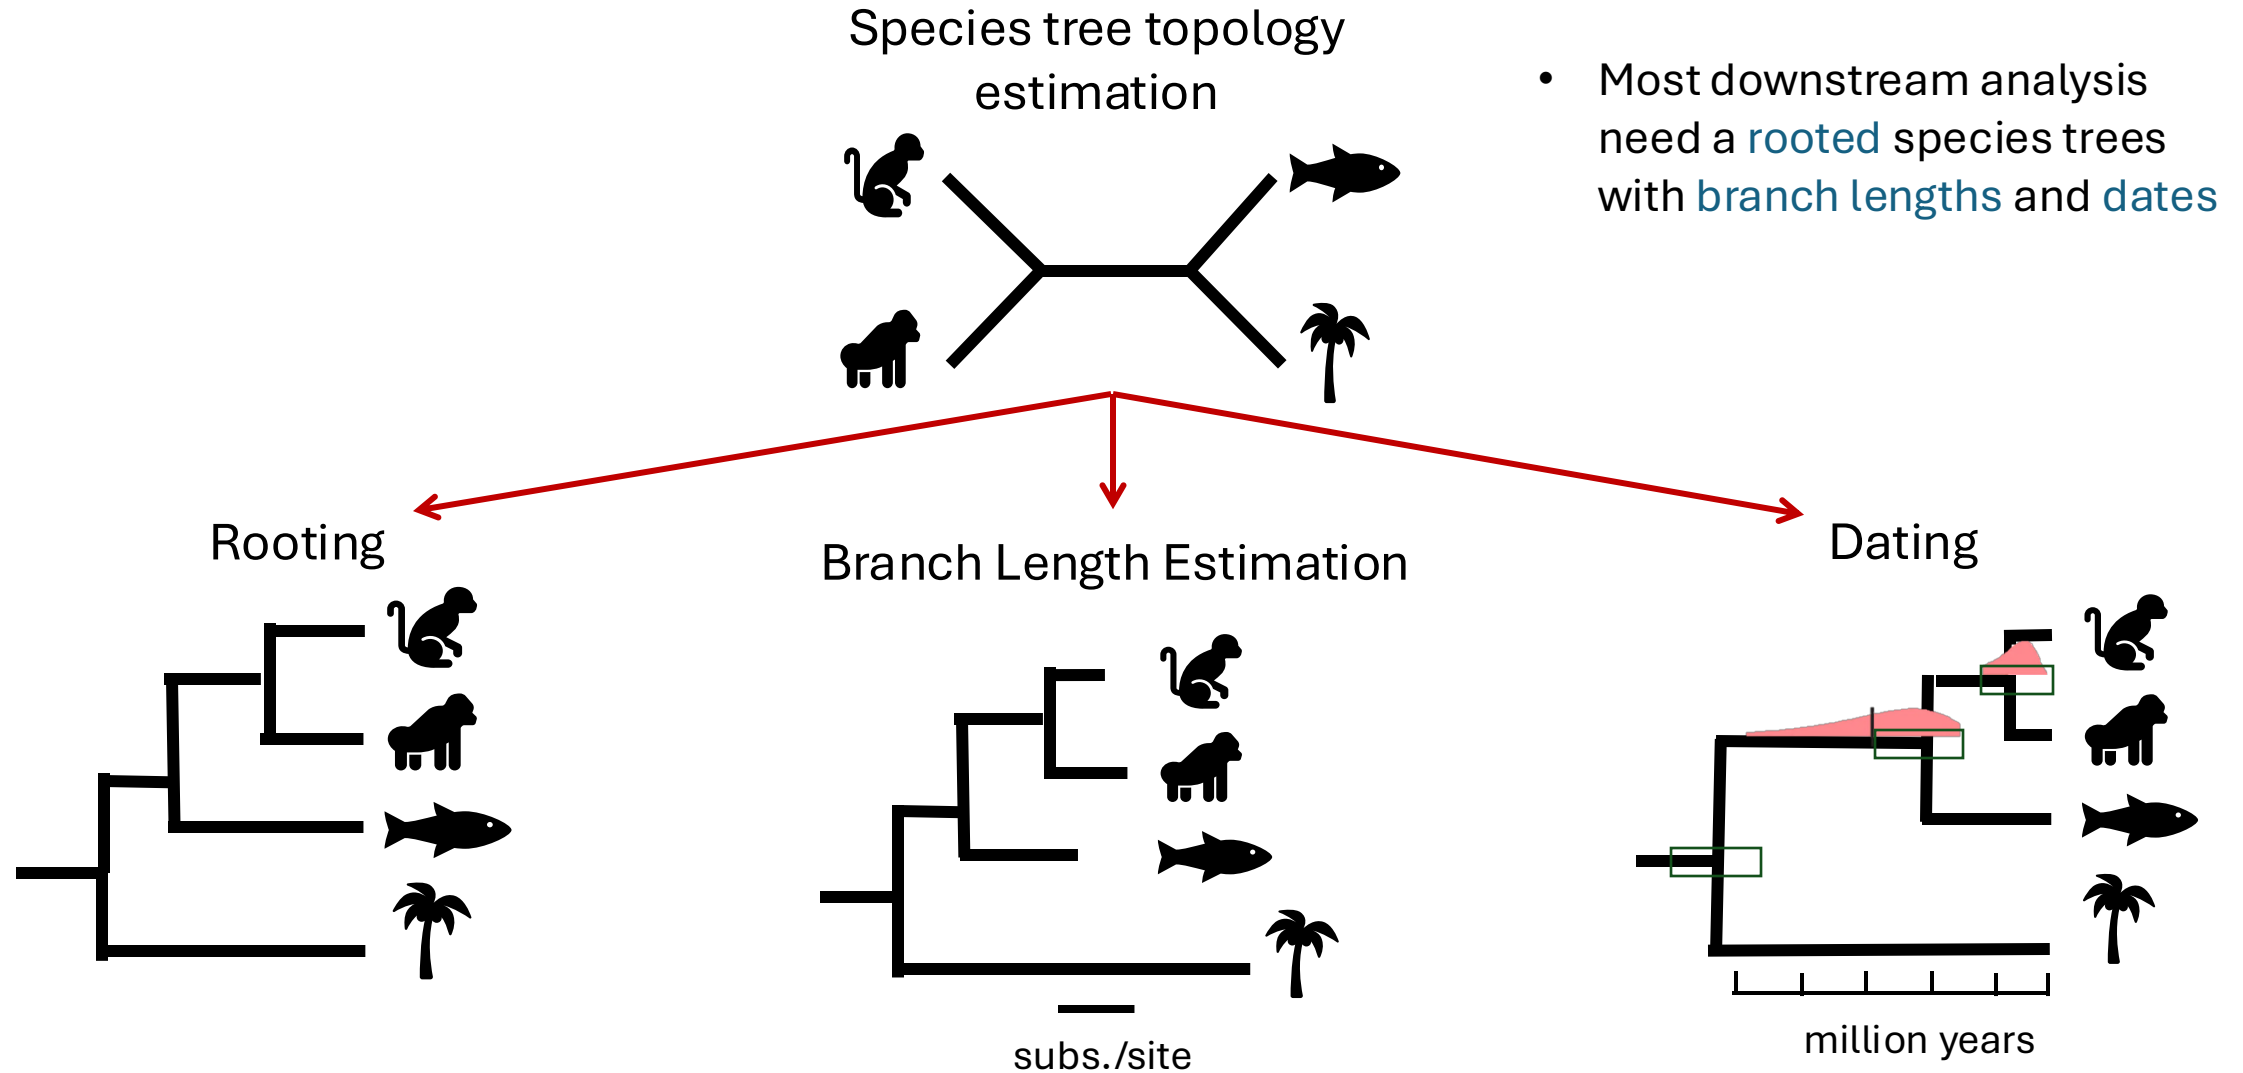 Species tree topology
estimation
• Most downstream analysis
need a rooted species trees
with branch lengths and dates
Rooting
Branch Length Estimation
Dating
subs./site
million years